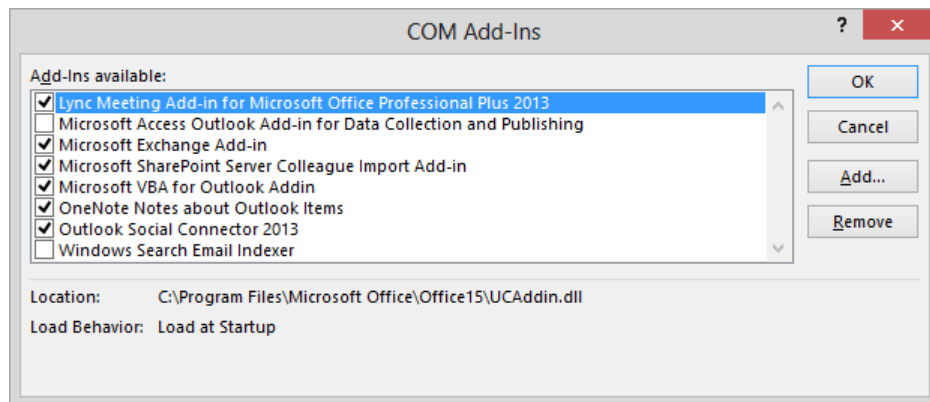 COM Add-Ins
?
Add-Ins available:
Lync Meeting Add-in for Microsoft Office Professional Plus 2013
Microsoft Access Outlook Add-in for Data Collection and Publishing
Microsoft Exchange Add-in
Microsoft SharePoint Server Colleague Import Add-in
Microsoft VBA for Outlook Addin
OneNote Notes about Outlook Items
Outlook Social Connector 2013
Windows Search Email Indexer
OK
Cancel
Add...
Remove
Location: C:\Program Files\Microsoft Office\Office15\UCAddin.dll
Load Behavior: Load at Startup